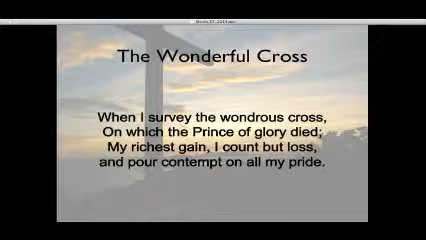 The Wonderful Cross
When I survey the wondrous cross,
On which the Prince of glory died;
My richest gain, I count but loss,
and pour contempt on all my pride.